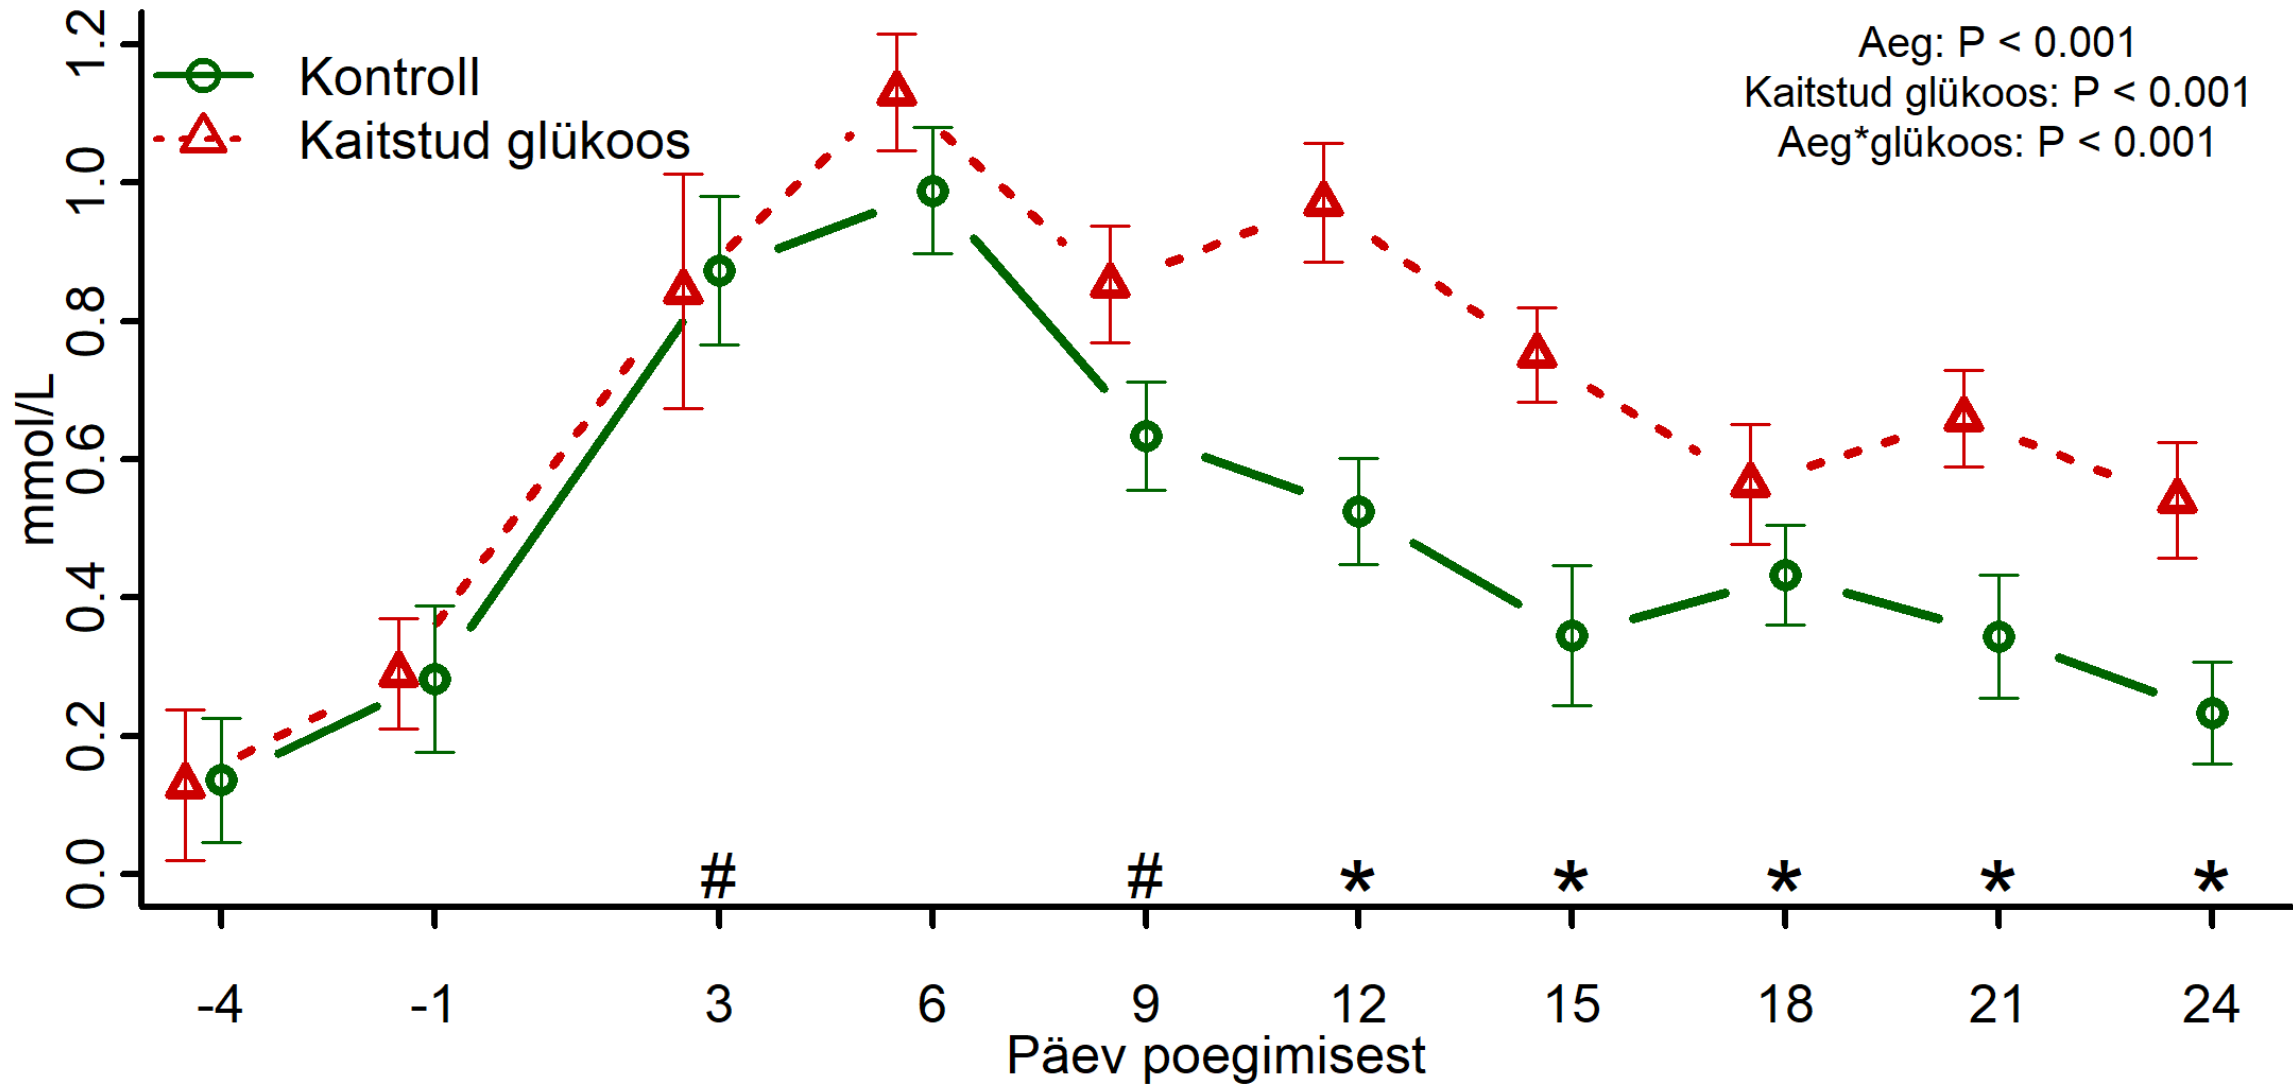 Kontroll
Kaitstud glükoos
Aeg: P < 0.001
Kaitstud glükoos: P < 0.001
Aeg*glükoos: P < 0.001
mmol/L
1.2
1.0
0.8
0.6
0.4
0.2
0.0
# # * * * * *
-4 -1 3 6 9 12 15 18 21 24
Päev poegimisest